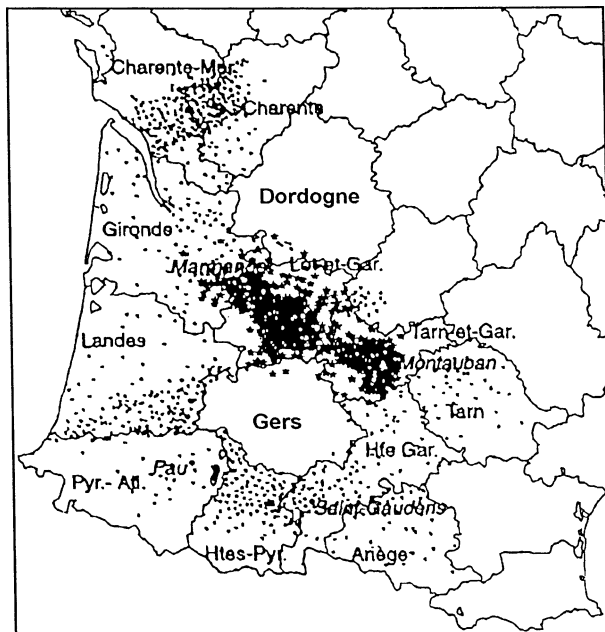 Charente-Mar.
Charente
Dordogne
Gironde
Marmande
Lot-et-Gar.
Landes
Tarn-et-Gar.
Montauban
Gers
Tarn
Hte Gar.
Pau
Pyr.- Atl.
Saint-Gaudens
Htes-Pyr.
Ariège